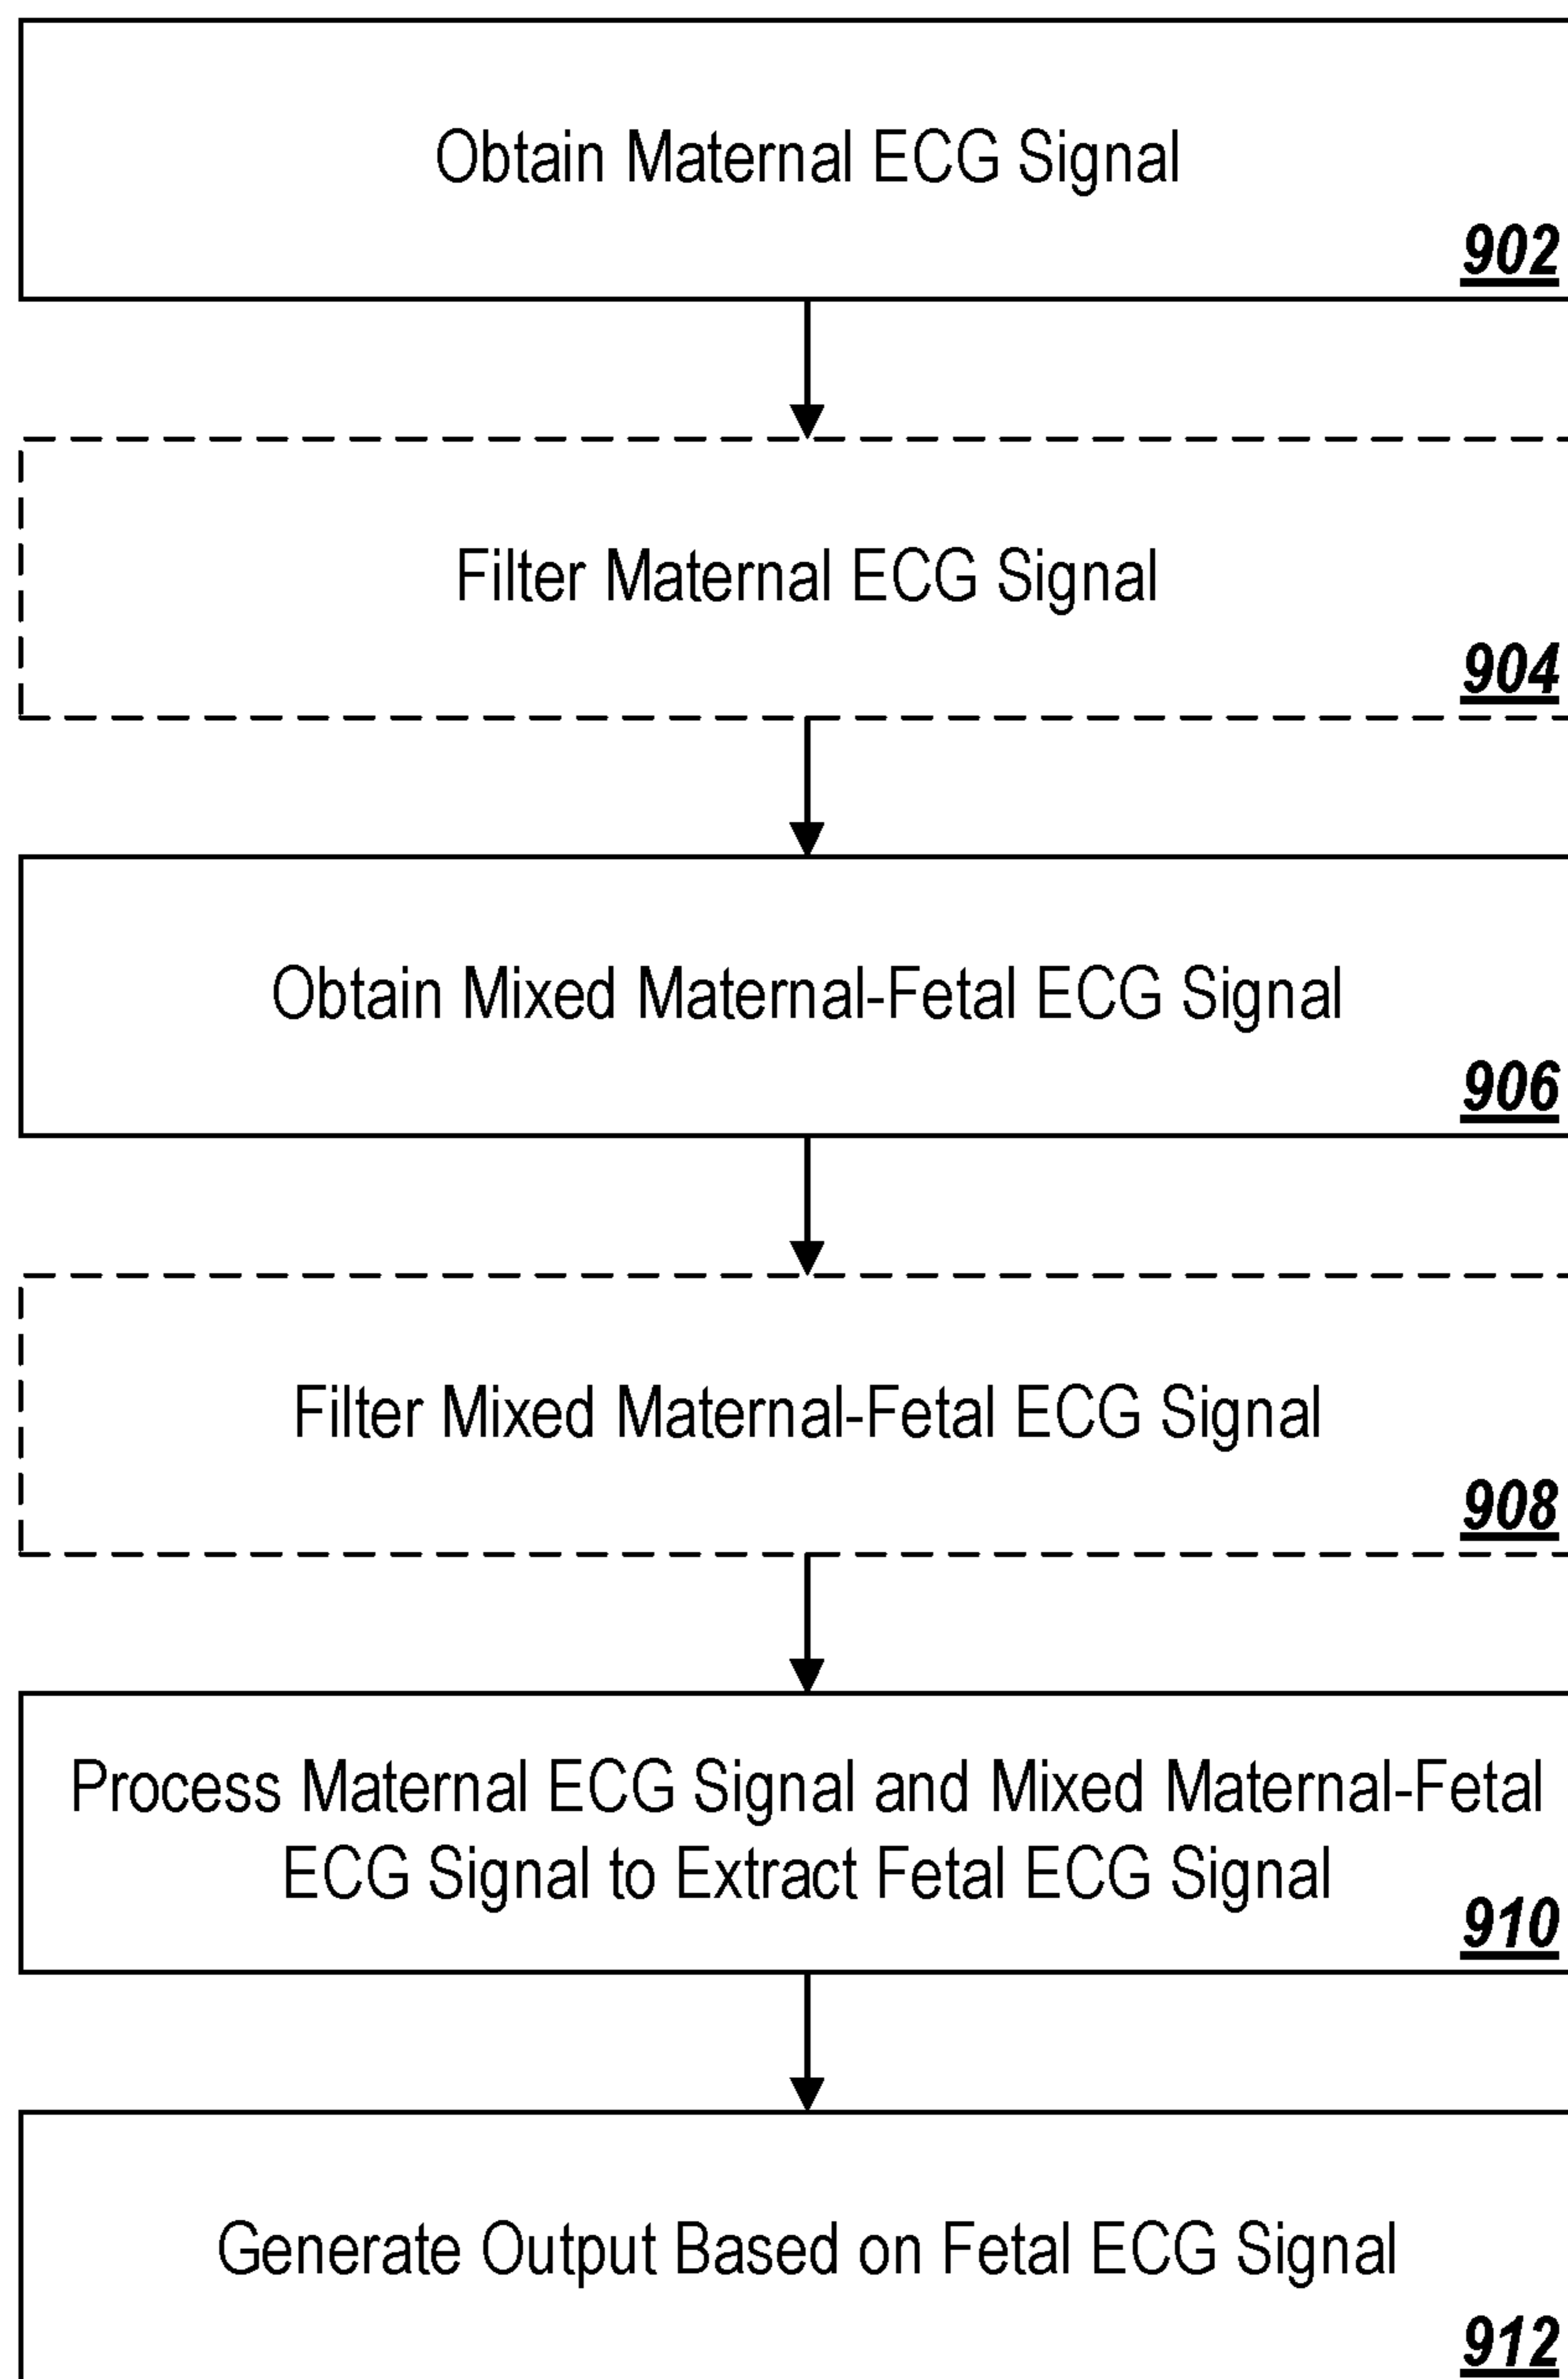 Obtain Maternal ECG Signal
902
Filter Maternal ECG Signal
904
Obtain Mixed Maternal-Fetal ECG Signal
906
Filter Mixed Maternal-Fetal ECG Signal
908
Process Maternal ECG Signal and Mixed Maternal-Fetal
ECG Signal to Extract Fetal ECG Signal
910
Generate Output Based on Fetal ECG Signal
912